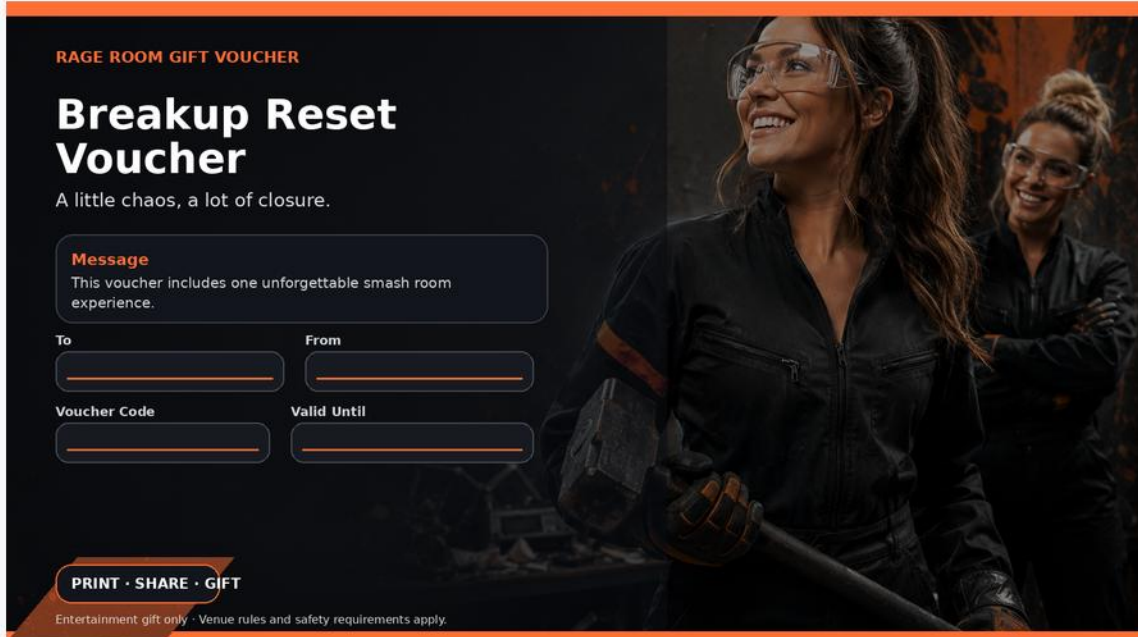 RAGE ROOM GIFT VOUCHER
Breakup Reset
Voucher
A little chaos, a lot of closure.
Message
This voucher includes one unforgettable smash room
experience.
To
From
Voucher Code
Valid Until
PRINT · SHARE · GIFT
Entertainment gift only · Venue rules and safety requirements apply.